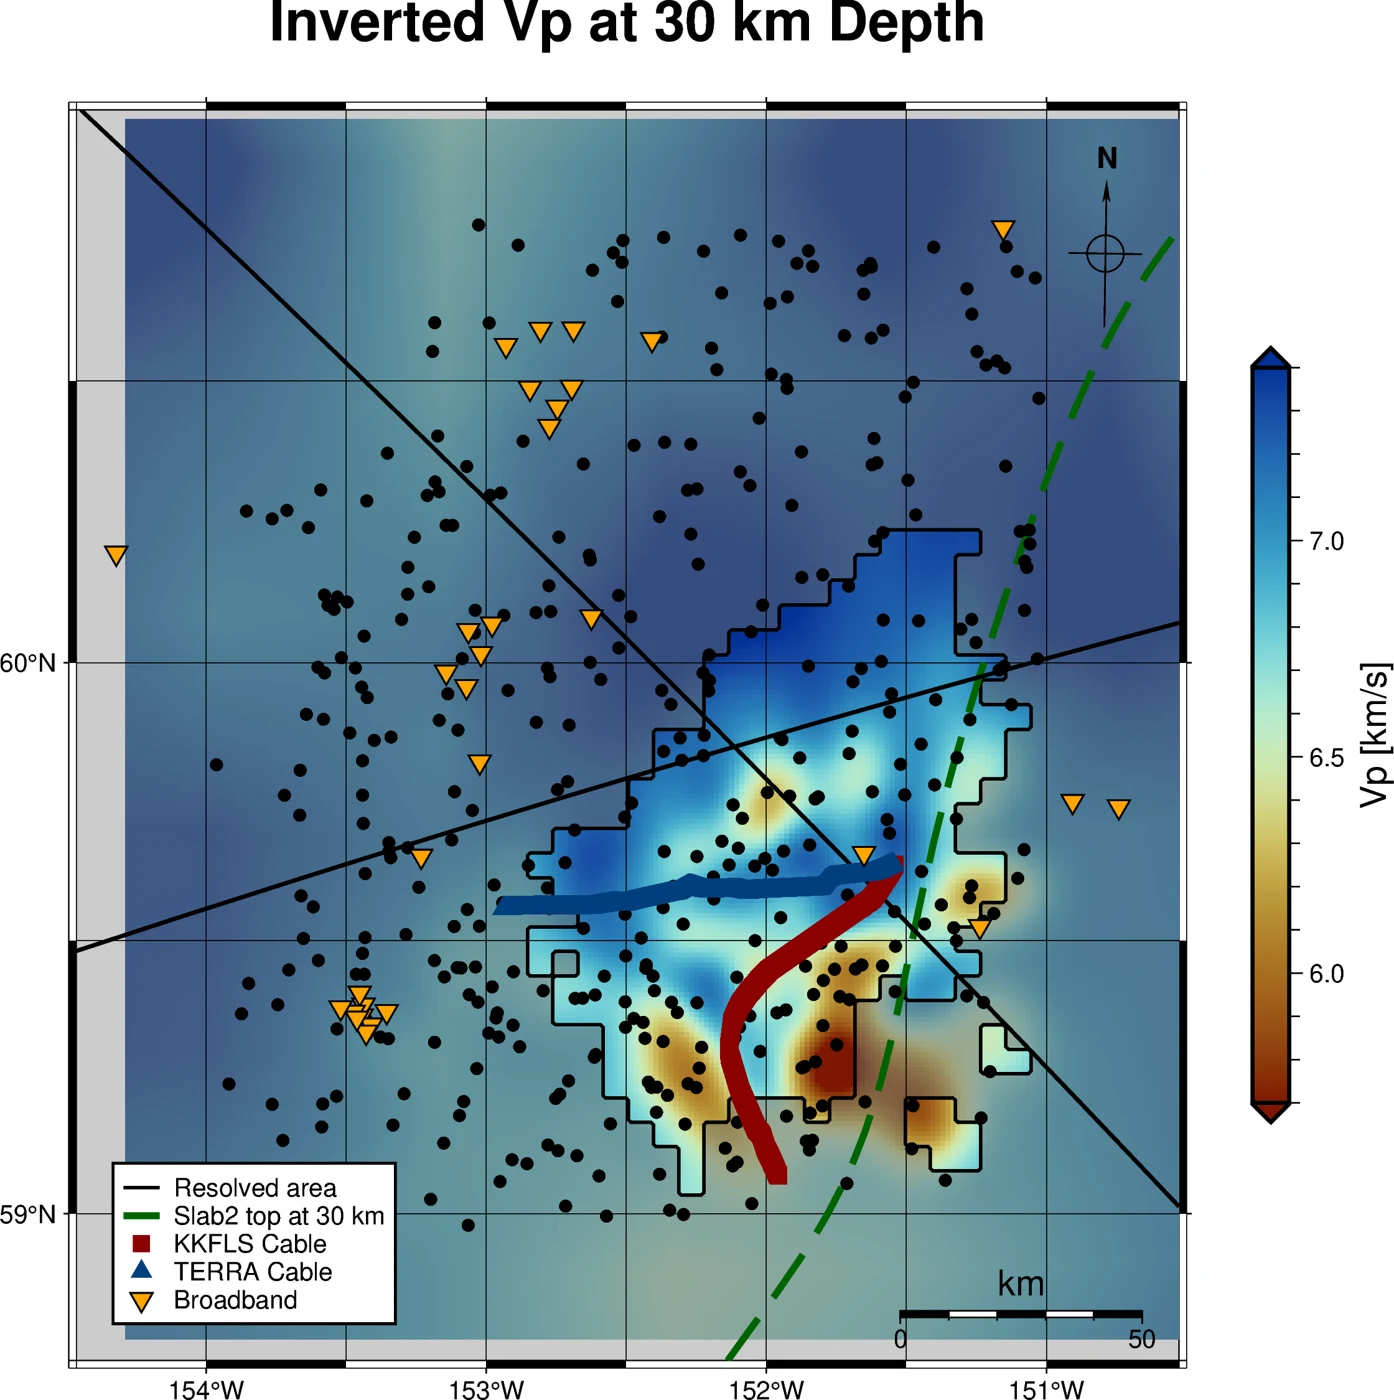 Inverted Vp at 30 km Depth
N
60°N
59°N
154°W
153°W
152°W
151°W
Resolved area
Slab2 top at 30 km
KKFLS Cable
TERRA Cable
Broadband
km
0
50
7.0
6.5
6.0
Vp [km/s]